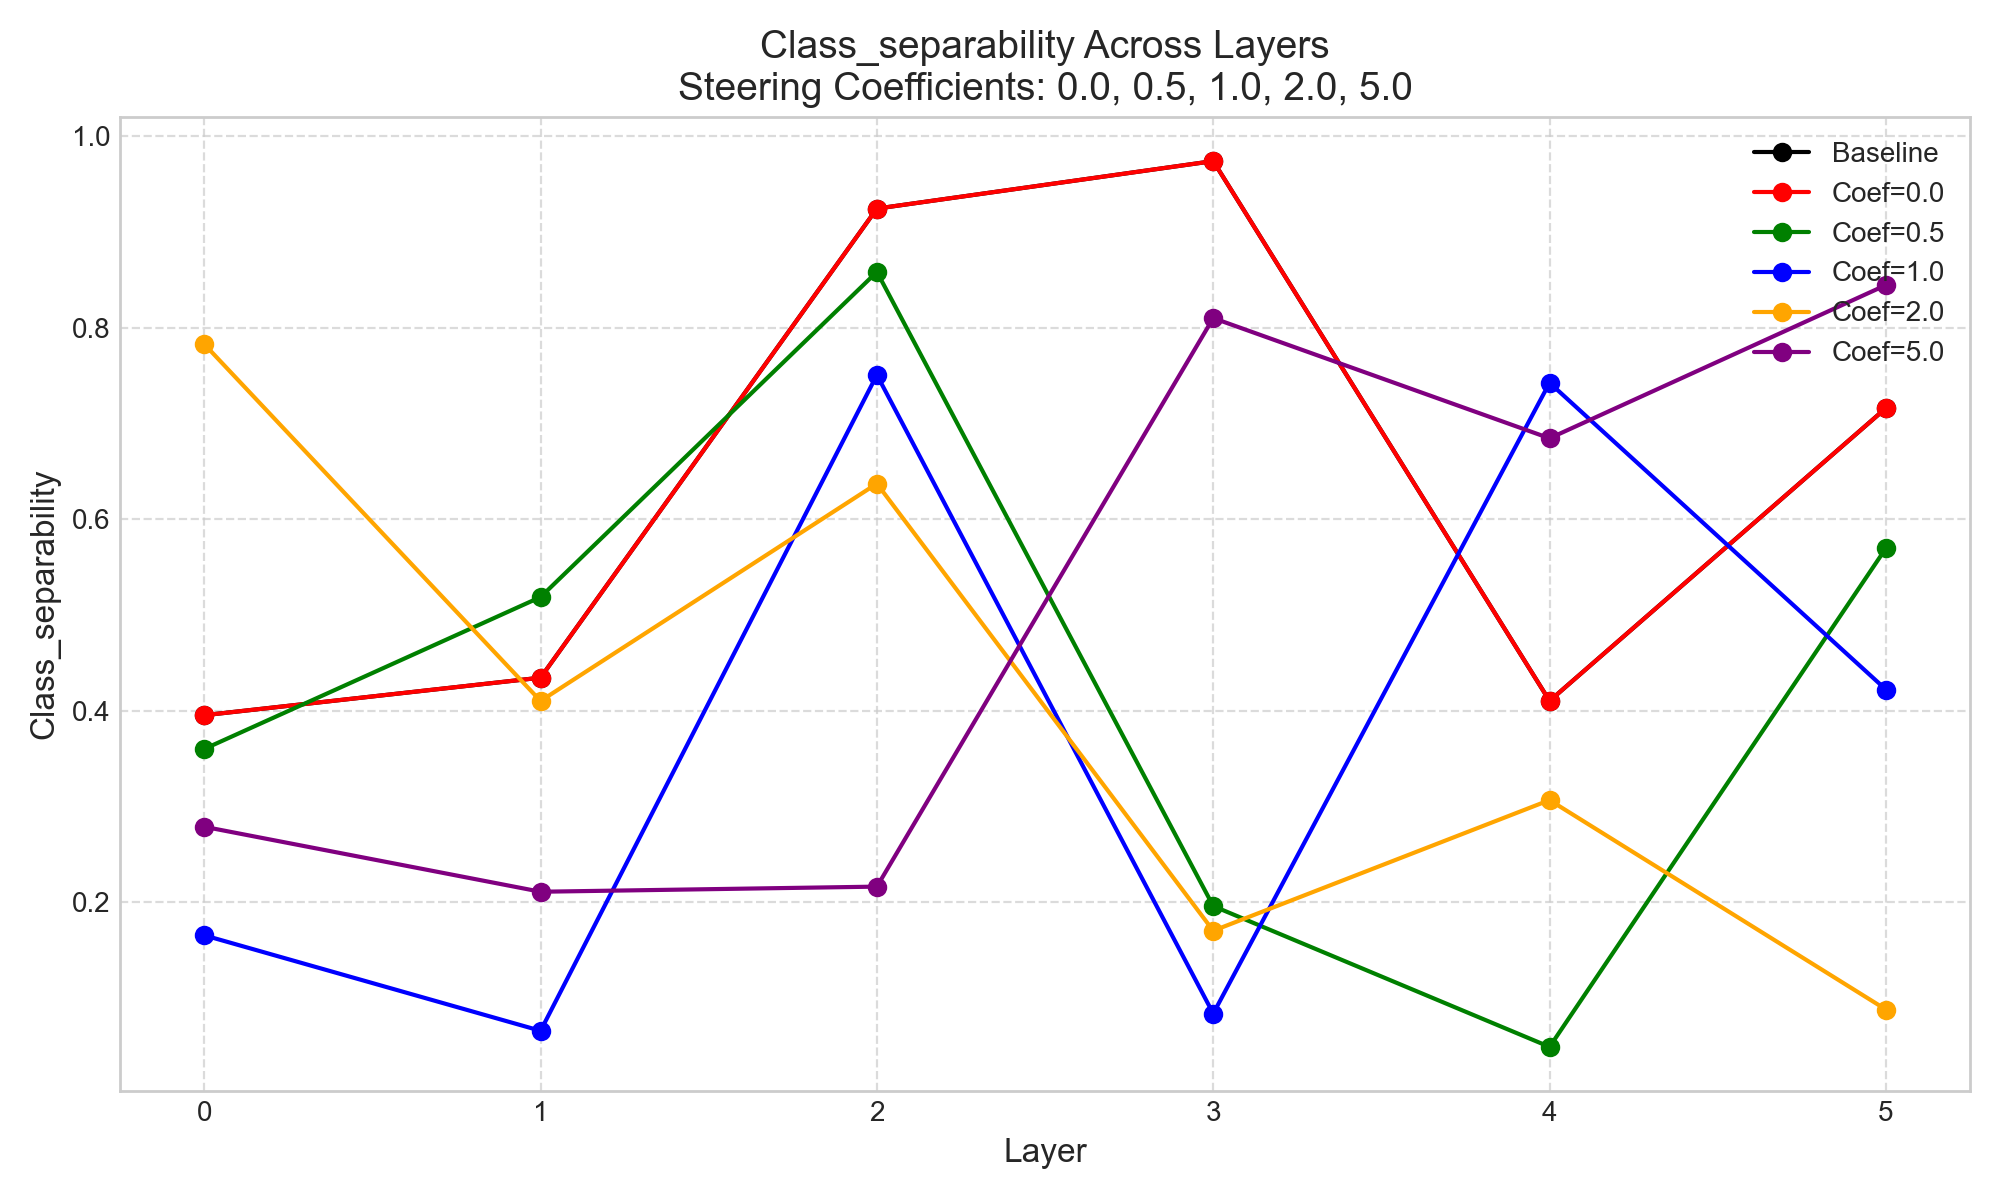 Class_separability Across Layers
Steering Coefficients: 0.0, 0.5, 1.0, 2.0, 5.0
1.0
0.8
0.6
0.4
0.2
Class_separability
Baseline
Coef=0.0
Coef=0.5
Coef=1.0
Coef=2.0
Coef=5.0
0 1 2 3 4 5
Layer